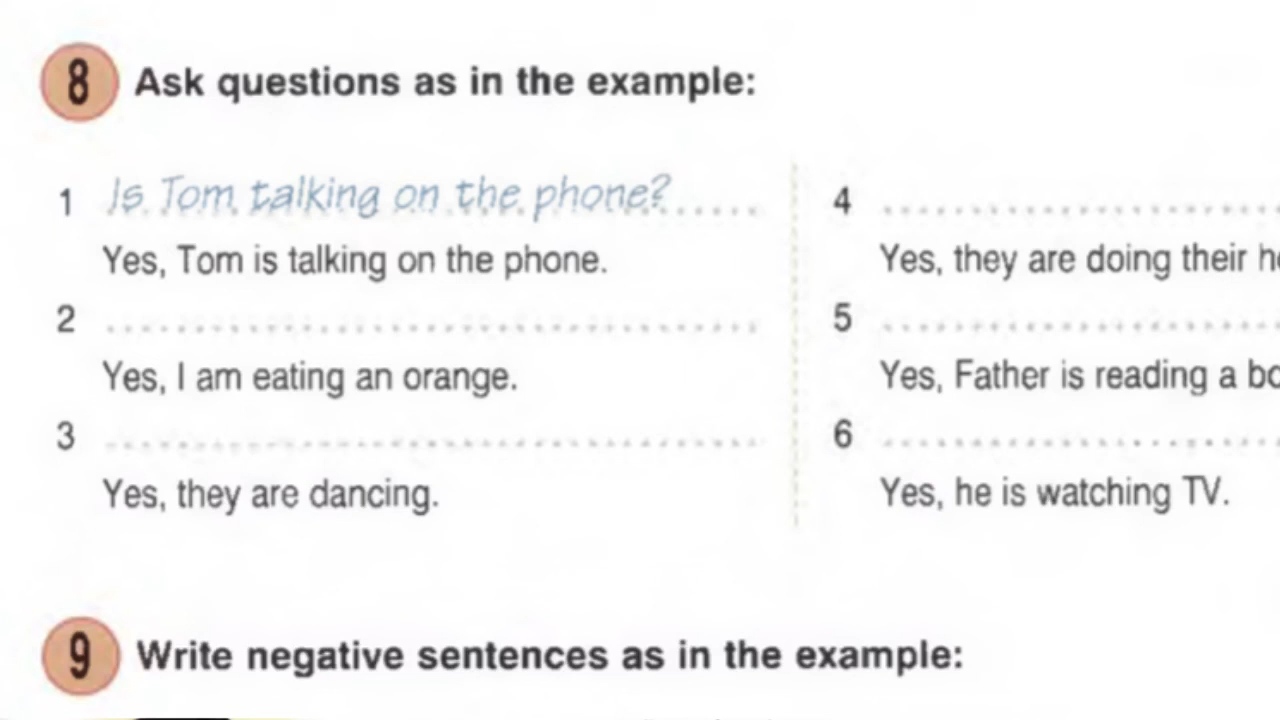 8 Ask questions as in the example:
1 Is Tom talking on the phone?
Yes, Tom is talking on the phone.
2
Yes, I am eating an orange.
3
Yes, they are dancing.
4
Yes, they are doing their
5
Yes, Father is reading a
6
Yes, he is watching TV.
9 Write negative sentences as in the example: